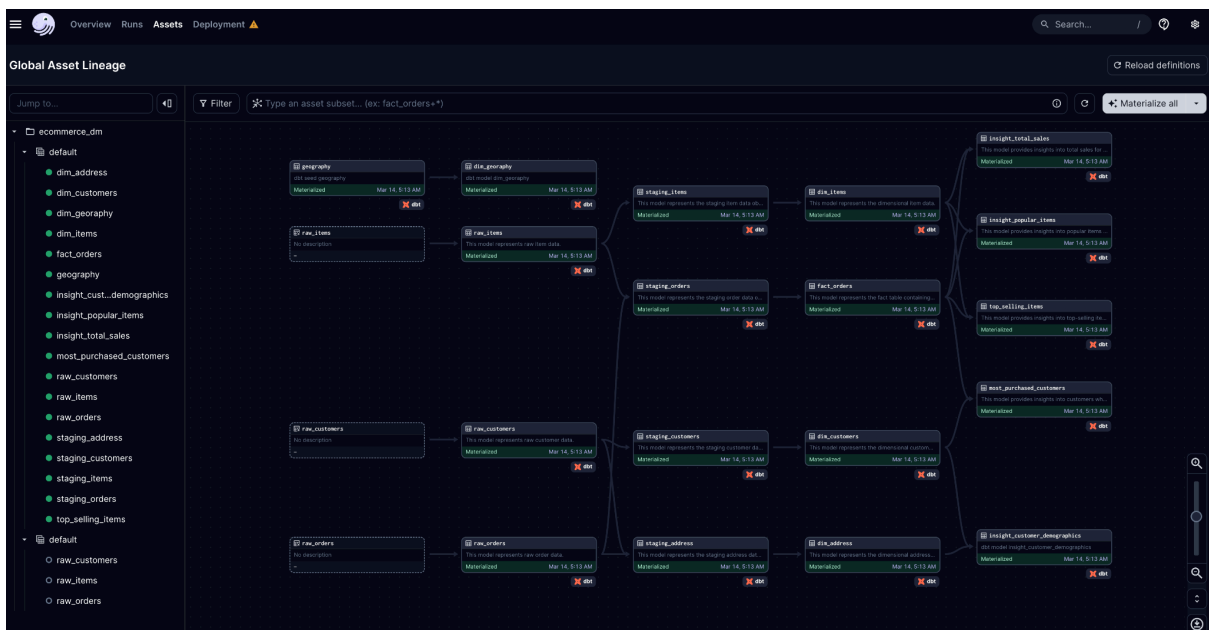 Overview Runs Assets Deployment
Search... /
Global Asset Lineage
Reload definitions
Jump to...
Filter
Type an asset subset... (ex: fact_orders+*)
Materialize all
ecommerce_dm
default
dim_address
dim_customers
dim_georaphy
dim_items
fact_orders
geography
insight_cust...demographics
insight_popular_items
insight_total_sales
most_purchased_customers
raw_customers
raw_items
raw_orders
staging_address
staging_customers
staging_items
staging_orders
top_selling_items
default
raw_customers
raw_items
raw_orders
geography
dbt seed geography
Materialized Mar 14, 5:13 AM
dbt
raw_items
No description
–
raw_customers
No description
–
raw_orders
No description
–
dim_georaphy
dbt model dim_georaphy
Materialized Mar 14, 5:13 AM
dbt
raw_items
This model represents raw item data.
Materialized Mar 14, 5:13 AM
dbt
raw_customers
This model represents raw customer data.
Materialized Mar 14, 5:13 AM
dbt
raw_orders
This model represents raw order data.
Materialized Mar 14, 5:13 AM
dbt
staging_items
This model represents the staging item data ob...
Materialized Mar 14, 5:13 AM
dbt
staging_orders
This model represents the staging order data o...
Materialized Mar 14, 5:13 AM
dbt
staging_customers
This model represents the staging customer da...
Materialized Mar 14, 5:13 AM
dbt
staging_address
This model represents the staging address dat...
Materialized Mar 14, 5:13 AM
dbt
dim_items
This model represents the dimensional item data.
Materialized Mar 14, 5:13 AM
dbt
fact_orders
This model represents the fact table containing...
Materialized Mar 14, 5:13 AM
dbt
dim_customers
This model represents the dimensional custom...
Materialized Mar 14, 5:13 AM
dbt
dim_address
This model represents the dimensional address...
Materialized Mar 14, 5:13 AM
dbt
insight_total_sales
This model provides insights into total sales for ...
Materialized Mar 14, 5:13 AM
dbt
insight_popular_items
This model provides insights into popular items ...
Materialized Mar 14, 5:13 AM
dbt
top_selling_items
This model provides insights into top-selling ite...
Materialized Mar 14, 5:13 AM
dbt
most_purchased_customers
This model provides insights into customers wh...
Materialized Mar 14, 5:13 AM
dbt
insight_customer_demographics
dbt model insight_customer_demographics
Materialized Mar 14, 5:13 AM
dbt